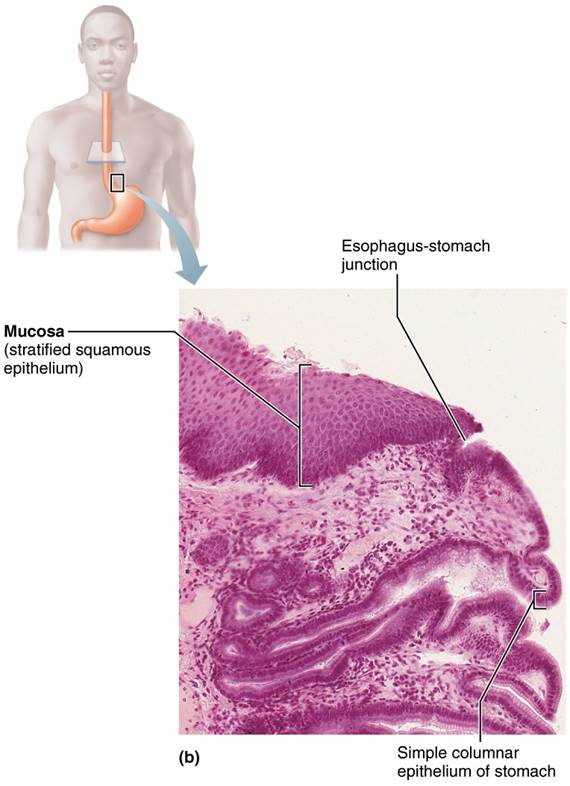 Esophagus-stomach
junction
Mucosa
(stratified squamous
epithelium)
(b)
Simple columnar
epithelium of stomach